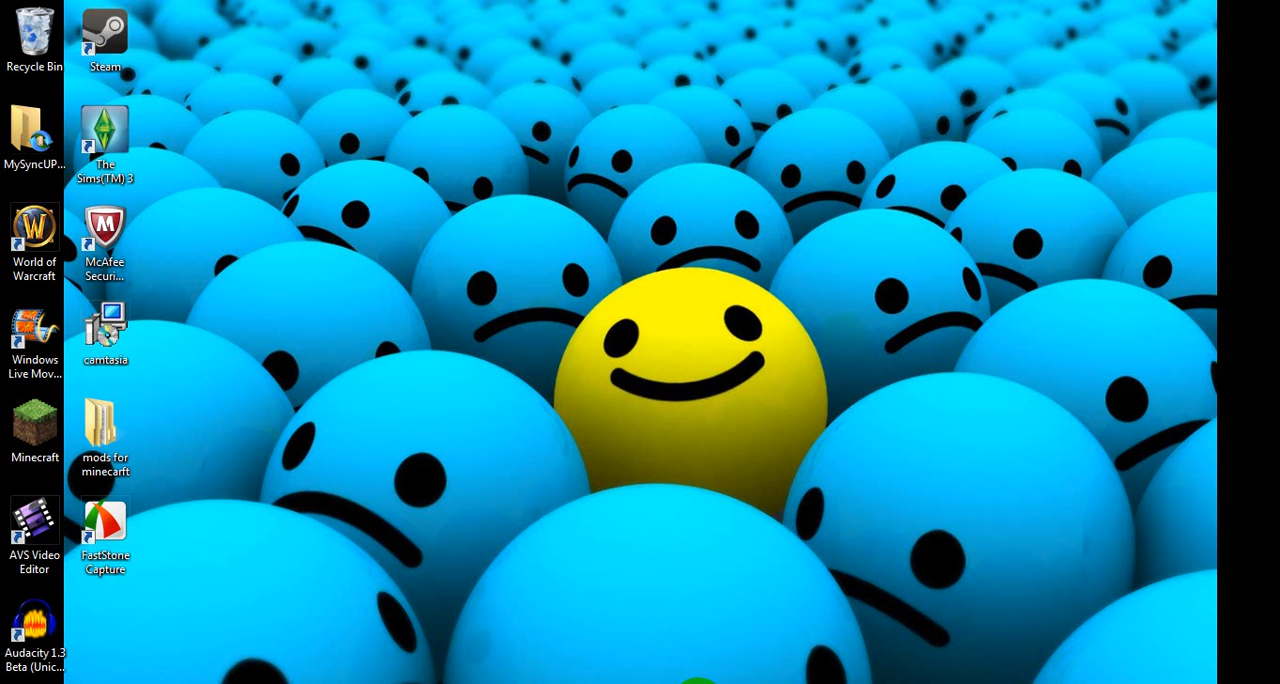 Recycle Bin
Steam
MySyncUP...
The
Sims(TM) 3
World of
Warcraft
McAfee
Securi...
Windows
Live Mov...
camtasia
Minecraft
mods for
minecarft
AVS Video
Editor
FastStone
Capture
Audacity 1.3
Beta (Unic...